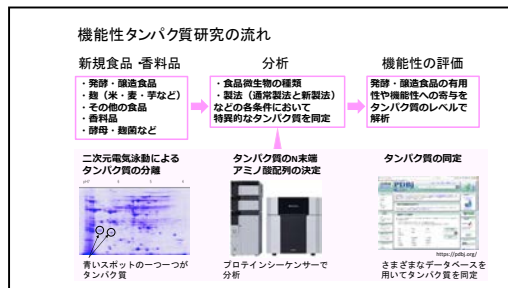 機能性タンパク質研究の流れ
新規食品・香料品
・発酵・醸造食品
・麹（米・麦・芋など）
・その他の食品
・香料品
・酵母・麹菌など
分析
・食品微生物の種類
・製法（通常製法と新製法）
などの各条件において
特異的なタンパク質を同定
機能性の評価
発酵・醸造食品の有用
性や機能性への寄与を
タンパク質のレベルで
解析
二次元電気泳動による
タンパク質の分離
青いスポットの一つ一つが
タンパク質
タンパク質のN末端
アミノ酸配列の決定
プロテインシーケンサーで
分析
タンパク質の同定
PDBj
https://pdbj.org/
さまざまなデータベースを
用いてタンパク質を同定